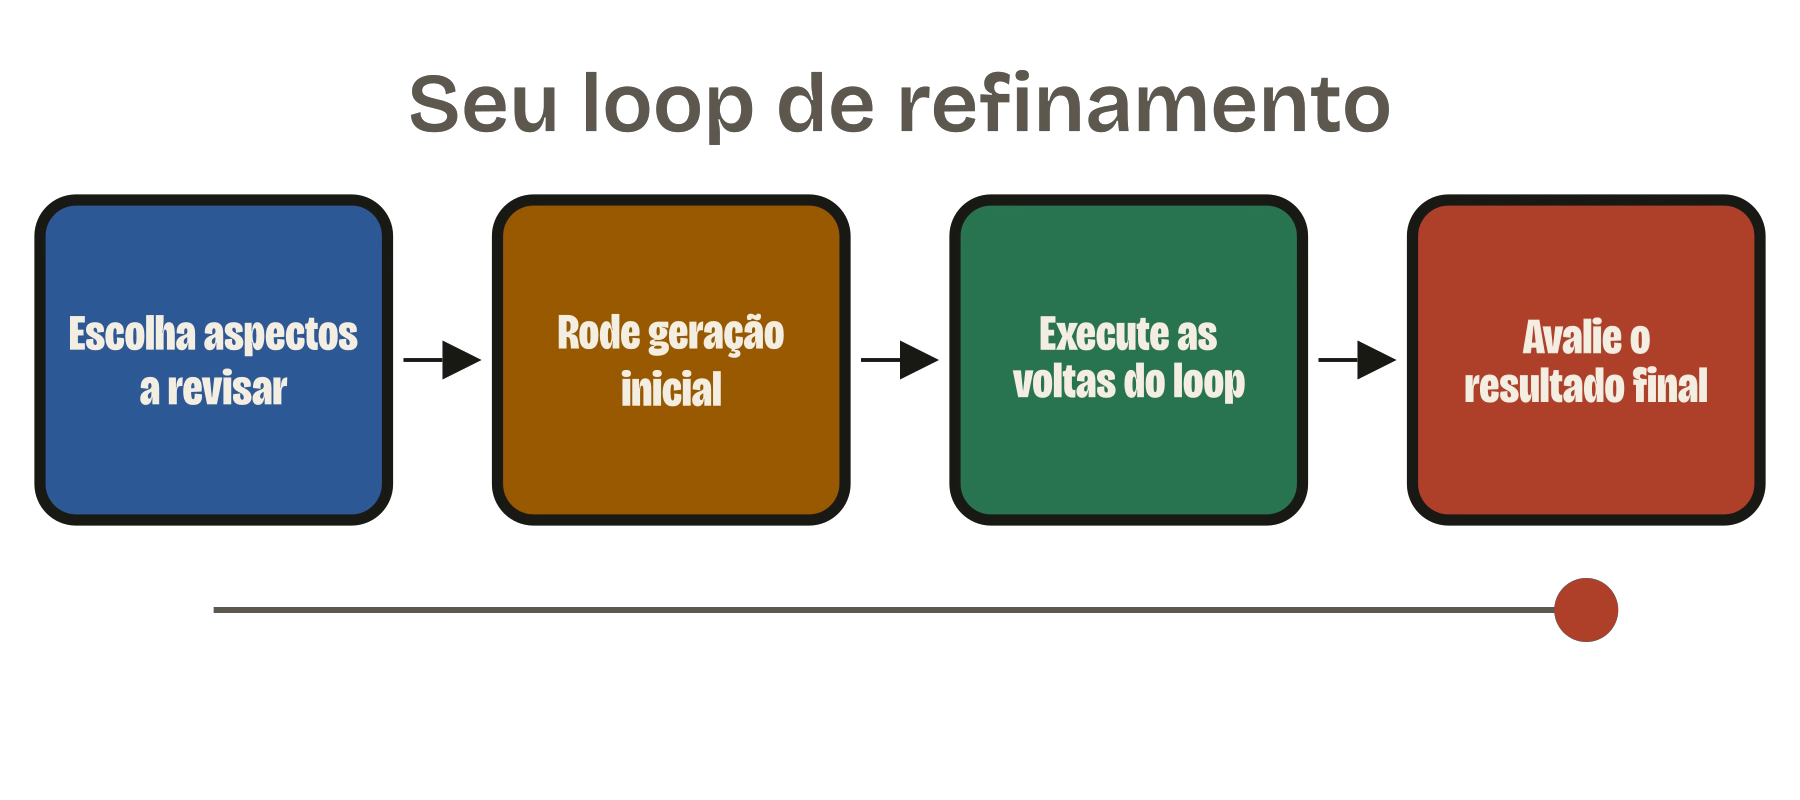 Seu loop de refinamento
Escolha aspectos
a revisar
Rode geração
inicial
Execute as
voltas do loop
Avalie o
resultado final